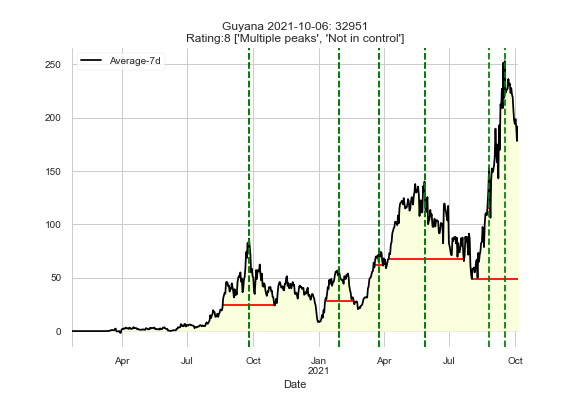 Guyana 2021-10-06: 32951
Rating:8 ['Multiple peaks', 'Not in control']
Average-7d
250
200
150
100
50
0
Apr Jul Oct Jan Apr Jul Oct
2021
Date